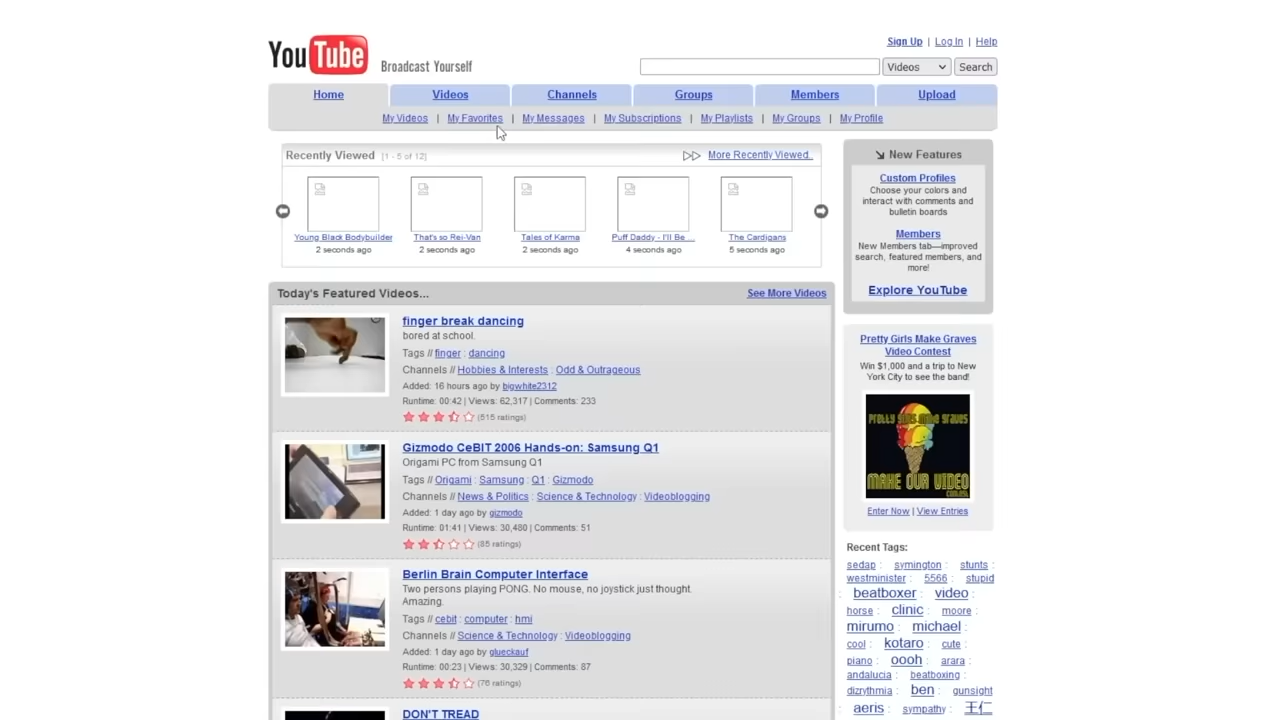 YouTube Broadcast Yourself
Sign Up | Log In | Help
Videos Search
Home Videos Channels Groups Members Upload
My Videos | My Favorites | My Messages | My Subscriptions | My Playlists | My Groups | My Profile
Recently Viewed [1 - 5 of 12] More Recently Viewed..
Young Black Bodybuilder That's so Rei-Van Tales of Karma Puff Daddy - I'll Be ... The Cardigans
2 seconds ago 2 seconds ago 2 seconds ago 4 seconds ago 5 seconds ago
Today's Featured Videos... See More Videos
finger break dancing
bored at school.
Tags // finger : dancing
Channels // Hobbies & Interests : Odd & Outrageous
Added: 16 hours ago by bigwhite2312
Runtime: 00:42 | Views: 62,317 | Comments: 233
(515 ratings)
Gizmodo CeBIT 2006 Hands-on: Samsung Q1
Origami PC from Samsung Q1
Tags // Origami : Samsung : Q1 : Gizmodo
Channels // News & Politics : Science & Technology : Videoblogging
Added: 1 day ago by gizmodo
Runtime: 01:41 | Views: 30,480 | Comments: 51
(85 ratings)
Berlin Brain Computer Interface
Two persons playing PONG. No mouse, no joystick just thought.
Amazing.
Tags // cebit : computer : hmi
Channels // Science & Technology : Videoblogging
Added: 1 day ago by glueckauf
Runtime: 00:23 | Views: 30,329 | Comments: 87
(76 ratings)
DON'T TREAD
New Features
Custom Profiles
Choose your colors and
interact with comments and
bulletin boards
Members
New Members tab—improved
search, featured members, and
more!
Explore YouTube
Pretty Girls Make Graves
Video Contest
Win $1,000 and a trip to New
York City to see the band!
PRETTY GIRLS MAKE GRAVES
MAKE OUR VIDEO
Enter Now | View Entries
Recent Tags:
sedap : symington : stunts :
westminister : 5566 : stupid
: beatboxer : video :
horse : clinic : moore :
mirumo : michael :
cool : kotaro : cute :
piano : oooh : arara :
andalucia : beatboxing :
dizrythmia : ben : gunsight
: aeris : sympathy : 王仁